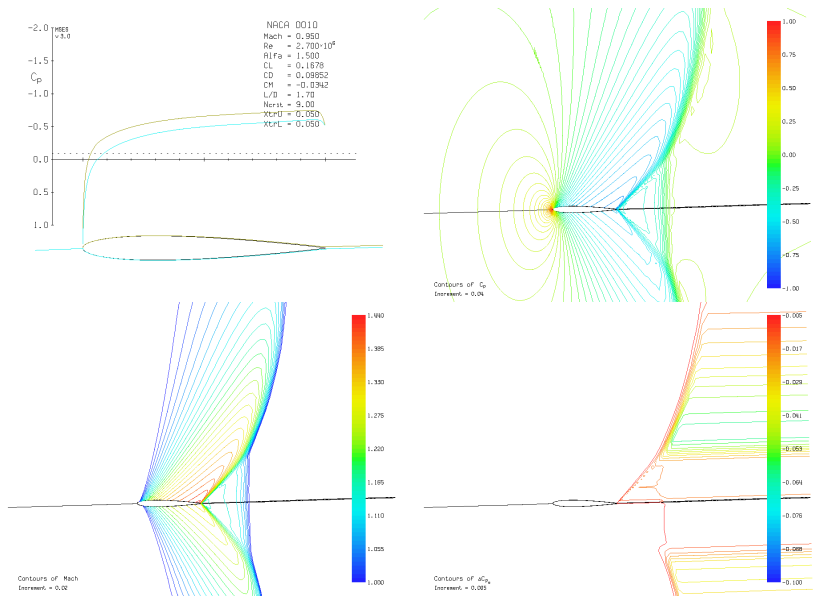 MSES
v 3.0
NACA 0010
Mach = 0.950
Re = 2.700·10⁶
Alfa = 1.500
CL = 0.1678
CD = 0.09852
CM = -0.0342
L/D = 1.70
Ncrit = 9.00
XtrU = 0.050
XtrL = 0.050
-2.0
-1.5
Cp
-1.0
-0.5
0.0
0.5
1.0
1.00
0.75
0.50
0.25
0.00
-0.25
-0.50
-0.75
-1.00
Contours of Cp
Increment = 0.04
1.440
1.385
1.330
1.275
1.220
1.165
1.110
1.055
1.000
Contours of Mach
Increment = 0.02
-0.005
-0.017
-0.029
-0.041
-0.053
-0.064
-0.076
-0.088
-0.100
Contours of ΔCp₀
Increment = 0.005